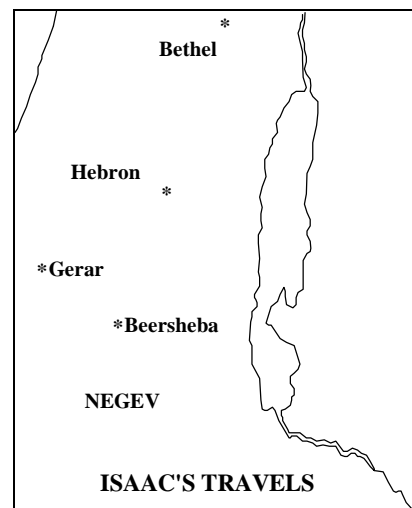 *
Bethel
Hebron
*
*Gerar
*Beersheba
NEGEV
ISAAC'S TRAVELS